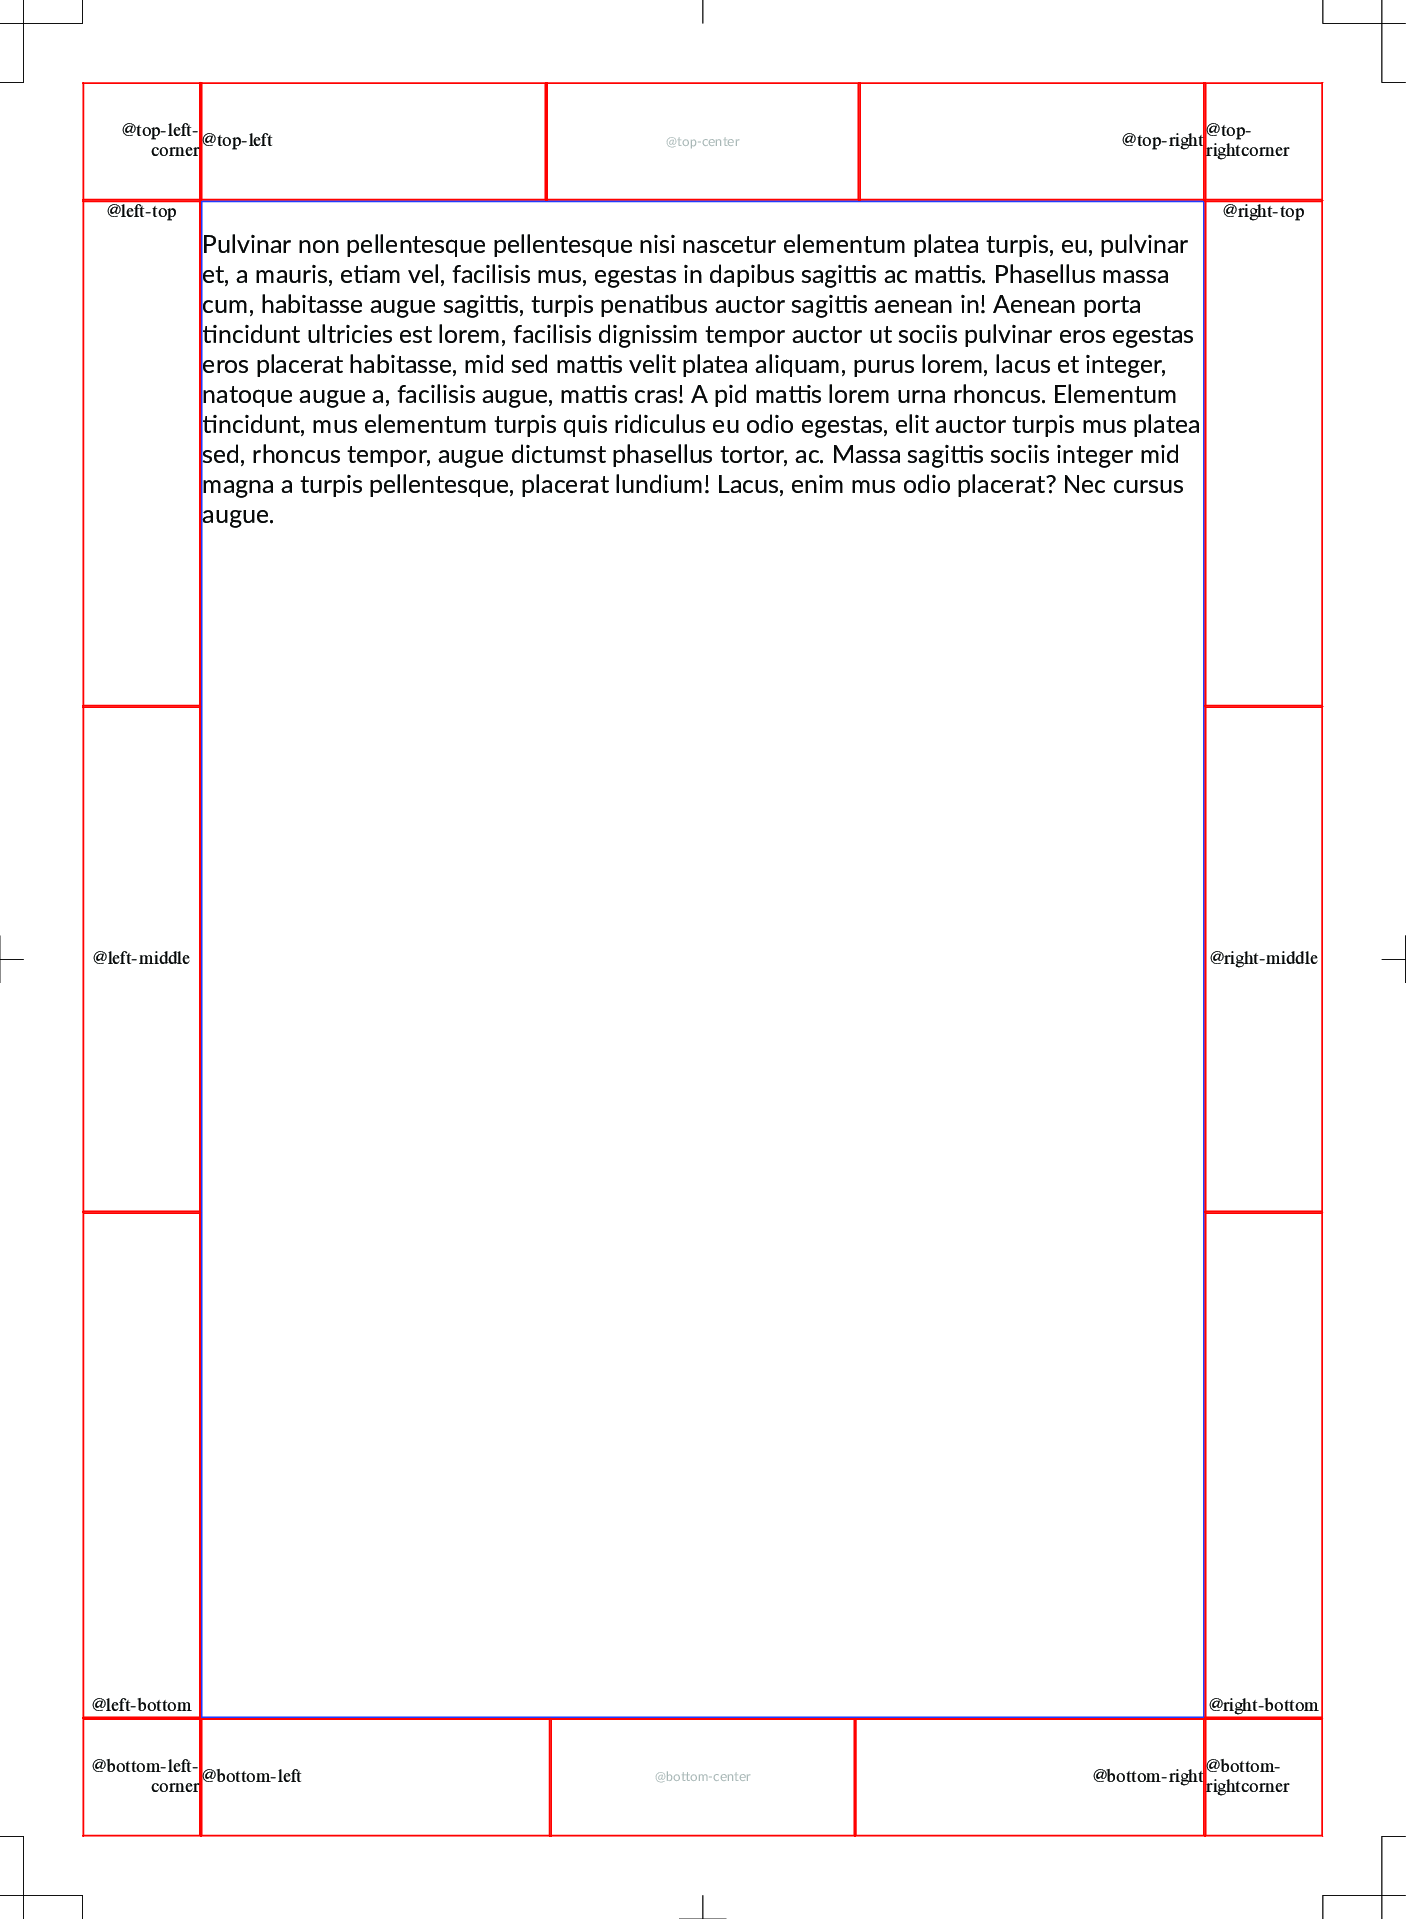 @top-left-
corner
@top-left
@top-center
@top-right
@top-
rightcorner
@left-top
@right-top
Pulvinar non pellentesque pellentesque nisi nascetur elementum platea turpis, eu, pulvinar
et, a mauris, etiam vel, facilisis mus, egestas in dapibus sagittis ac mattis. Phasellus massa
cum, habitasse augue sagittis, turpis penatibus auctor sagittis aenean in! Aenean porta
tincidunt ultricies est lorem, facilisis dignissim tempor auctor ut sociis pulvinar eros egestas
eros placerat habitasse, mid sed mattis velit platea aliquam, purus lorem, lacus et integer,
natoque augue a, facilisis augue, mattis cras! A pid mattis lorem urna rhoncus. Elementum
tincidunt, mus elementum turpis quis ridiculus eu odio egestas, elit auctor turpis mus platea
sed, rhoncus tempor, augue dictumst phasellus tortor, ac. Massa sagittis sociis integer mid
magna a turpis pellentesque, placerat lundium! Lacus, enim mus odio placerat? Nec cursus
augue.
@left-middle
@right-middle
@left-bottom
@right-bottom
@bottom-left-
corner
@bottom-left
@bottom-center
@bottom-right
@bottom-
rightcorner